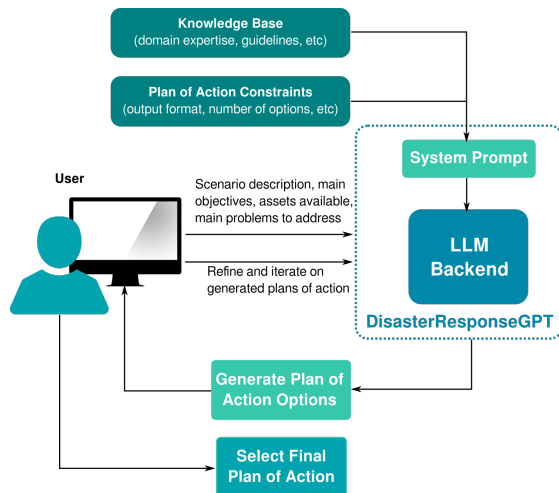 Knowledge Base
(domain expertise, guidelines, etc)
Plan of Action Constraints
(output format, number of options, etc)
System Prompt
User
Scenario description, main
objectives, assets available,
main problems to address
LLM
Backend
Refine and iterate on
generated plans of action
DisasterResponseGPT
Generate Plan of
Action Options
Select Final
Plan of Action